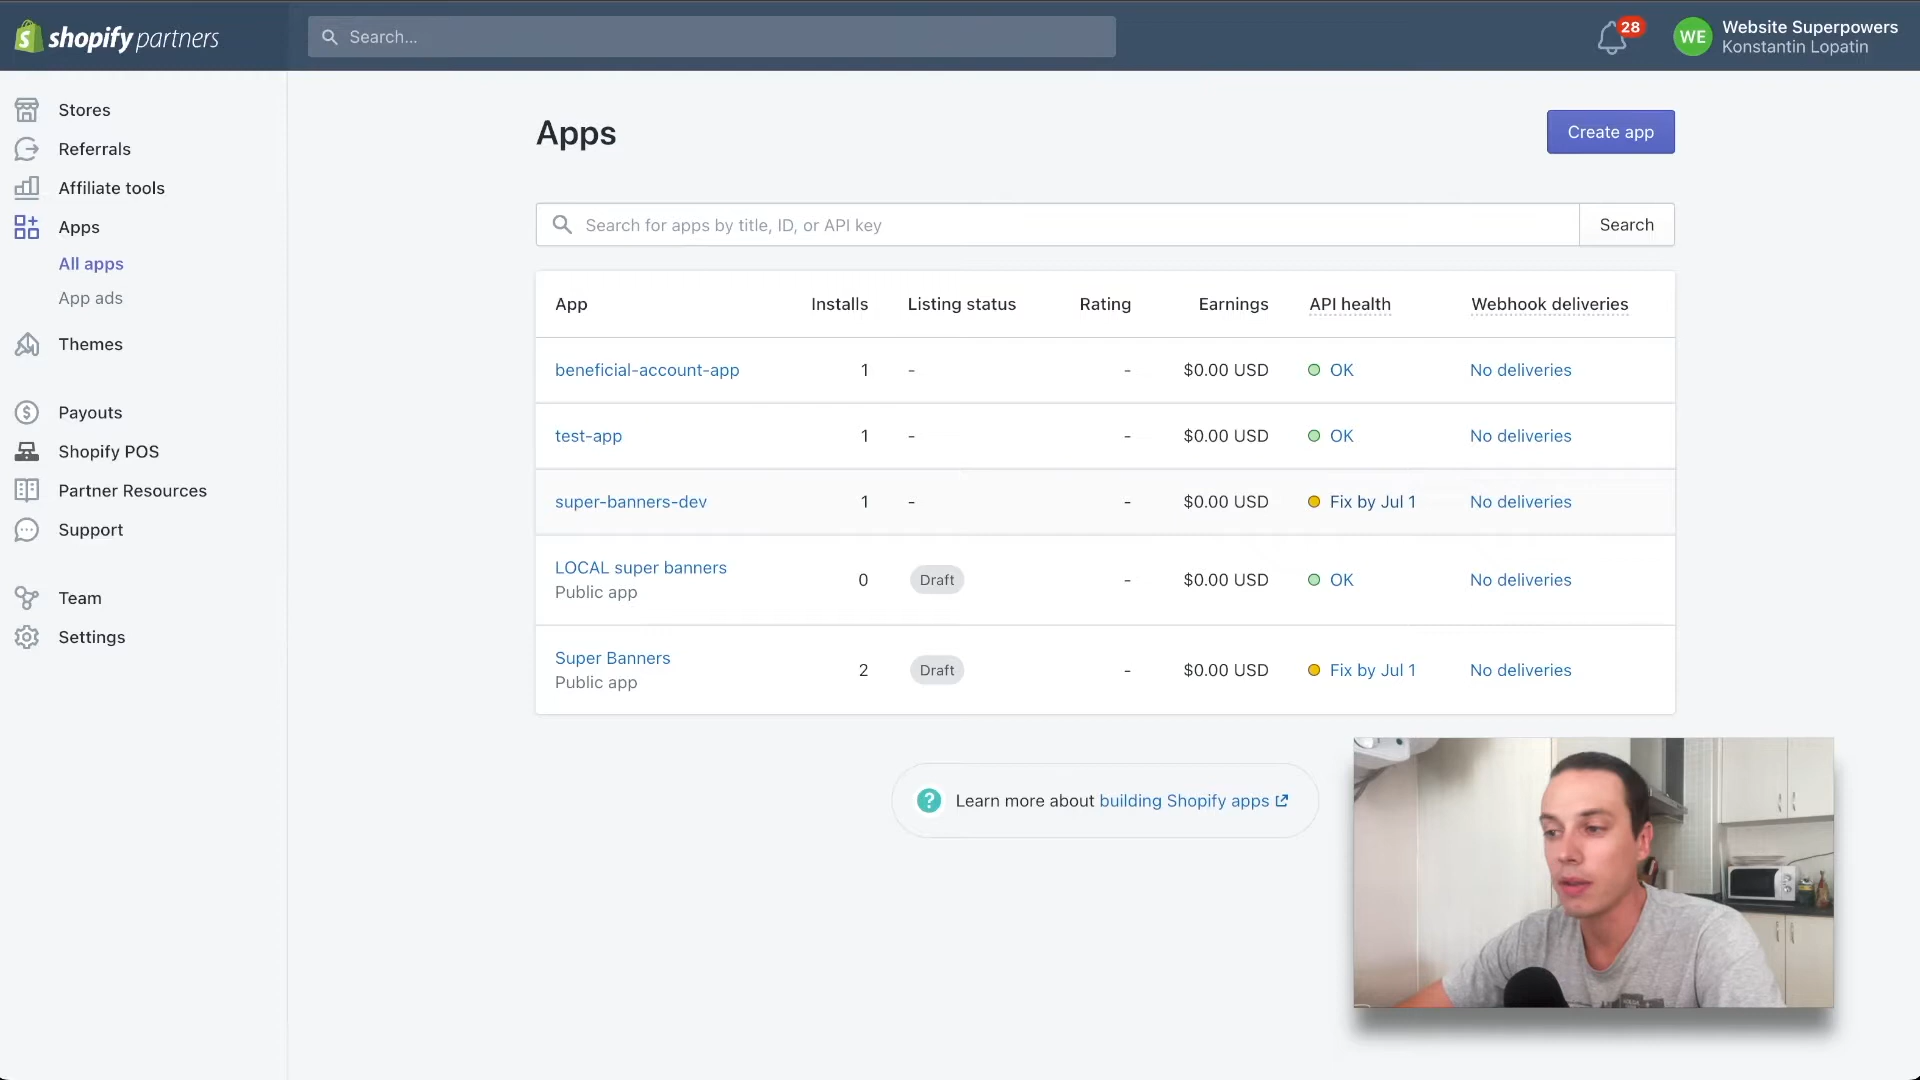 shopify partners
Search...
28
WE
Website Superpowers
Konstantin Lopatin
Stores
Referrals
Affiliate tools
Apps
All apps
App ads
Themes
Payouts
Shopify POS
Partner Resources
Support
Team
Settings
Apps
Create app
Search for apps by title, ID, or API key
Search
App Installs Listing status Rating Earnings API health Webhook deliveries
beneficial-account-app 1 - - $0.00 USD OK No deliveries
test-app 1 - - $0.00 USD OK No deliveries
super-banners-dev 1 - - $0.00 USD Fix by Jul 1 No deliveries
LOCAL super banners
Public app
0 Draft - $0.00 USD OK No deliveries
Super Banners
Public app
2 Draft - $0.00 USD Fix by Jul 1 No deliveries
? Learn more about building Shopify apps